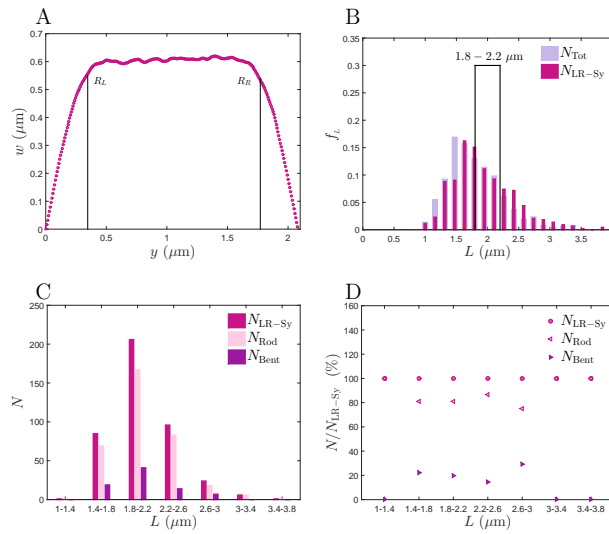 A
0.7
0.6
0.5
0.4
0.3
0.2
0.1
0
w (μm)
R_L
R_R
0 0.5 1 1.5 2
y (μm)
B
1.8 − 2.2 μm
N_Tot
N_LR−Sy
0.35
0.3
0.25
0.2
0.15
0.1
0.05
0
f_L
0 0.5 1 1.5 2 2.5 3 3.5
L (μm)
C
N_LR−Sy
N_Rod
N_Bent
250
200
150
100
50
0
N
1-1.4 1.4-1.8 1.8-2.2 2.2-2.6 2.6-3 3-3.4 3.4-3.8
L (μm)
D
N_LR−Sy
N_Rod
N_Bent
160
140
120
100
80
60
40
20
0
N/N_LR−Sy (%)
1-1.4 1.4-1.8 1.8-2.2 2.2-2.6 2.6-3 3-3.4 3.4-3.8
L (μm)